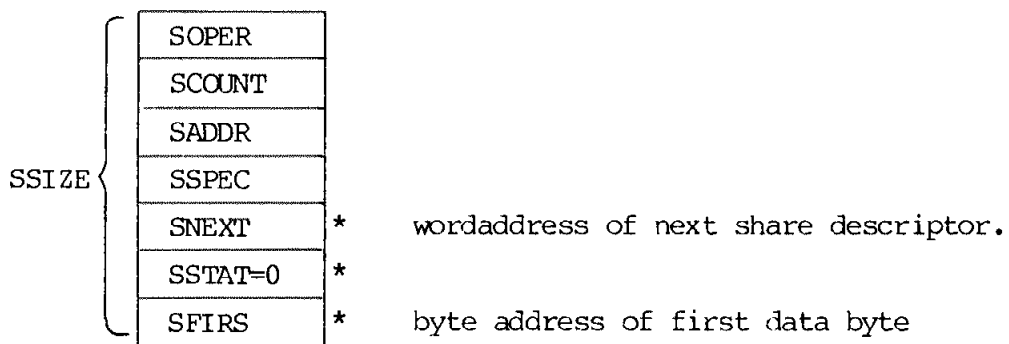 SOPER
SCOUNT
SADDR
SSIZE SSPEC
SNEXT * wordaddress of next share descriptor.
SSTAT=0 *
SFIRS * byte address of first data byte